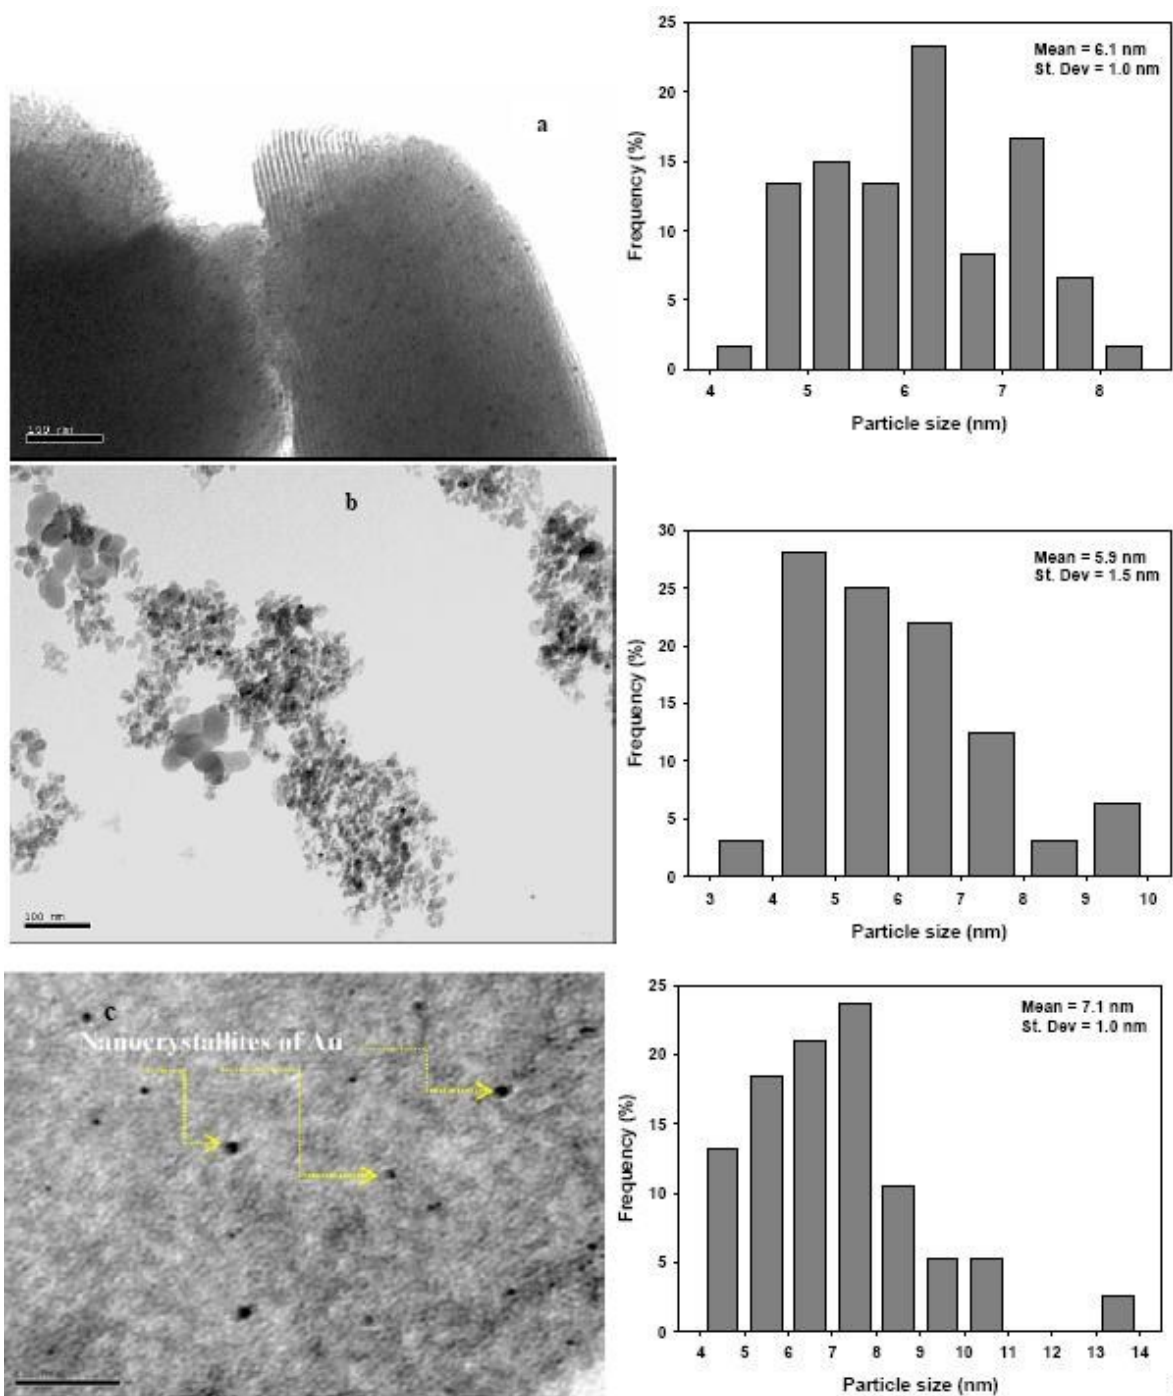 a
100 nm
25
20
15
10
5
0
Mean = 6.1 nm
St. Dev = 1.0 nm
Frequency (%)
4 5 6 7 8
Particle size (nm)
b
100 nm
30
25
20
15
10
5
0
Mean = 5.9 nm
St. Dev = 1.5 nm
Frequency (%)
3 4 5 6 7 8 9 10
Particle size (nm)
c
Nanocrystallites of Au
25
20
15
10
5
0
Mean = 7.1 nm
St. Dev = 1.0 nm
Frequency (%)
4 5 6 7 8 9 10 11 12 13 14
Particle size (nm)